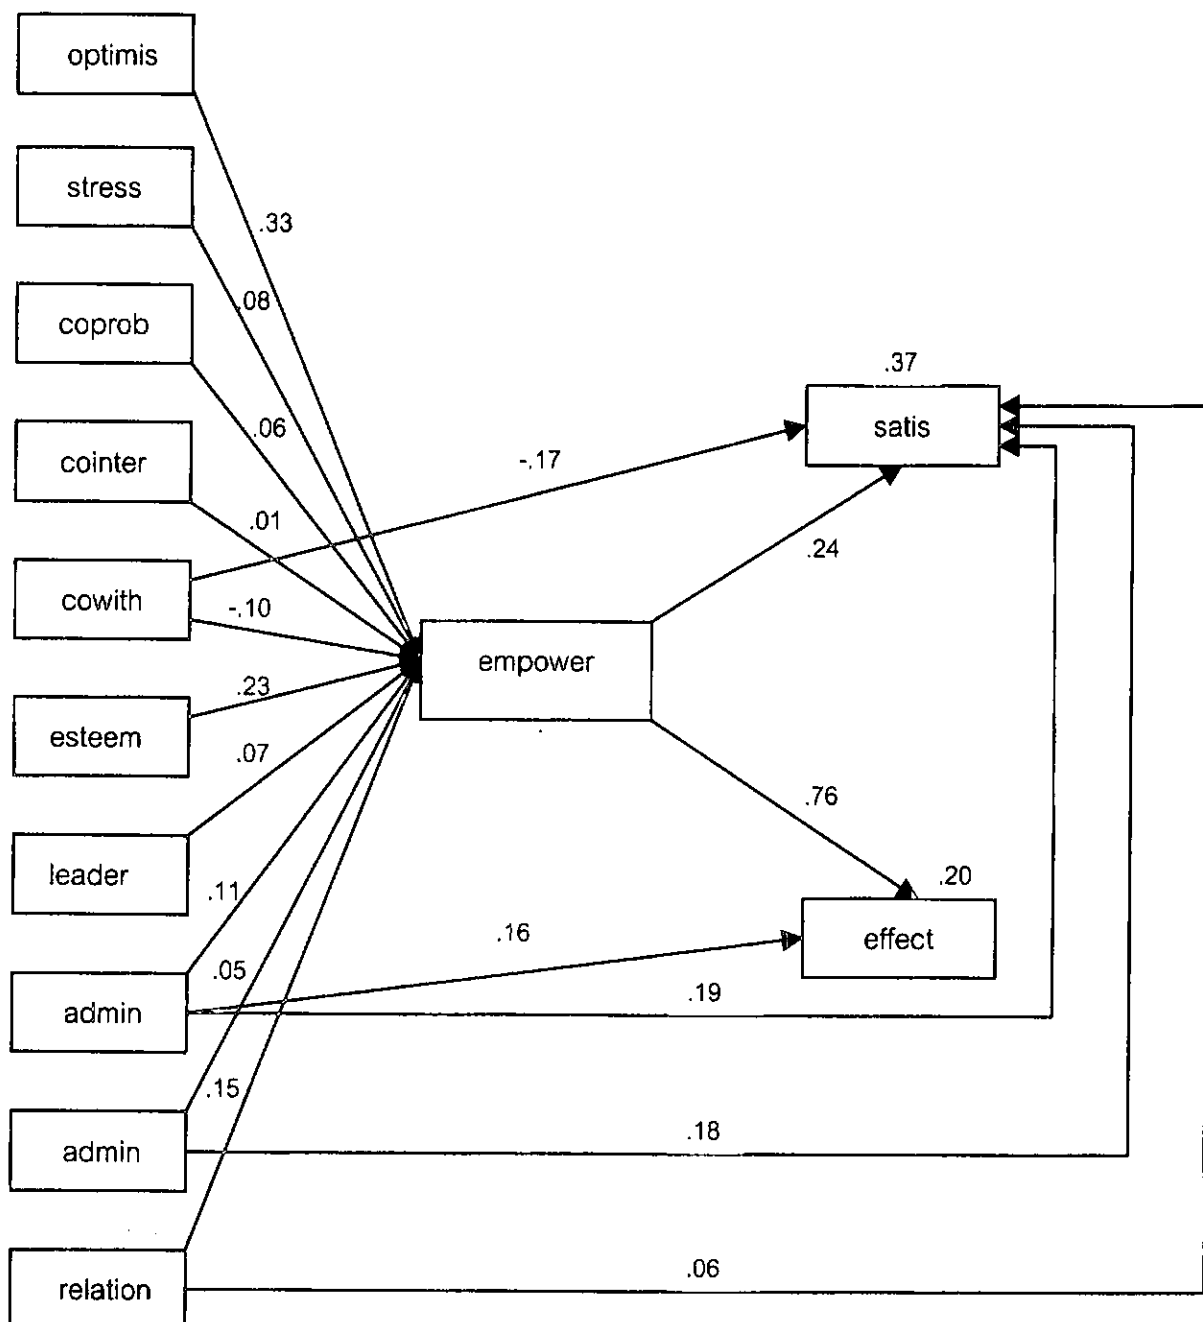 optimis
stress
.33
.08
coprob
.37
.06
satis
cointer
-.17
.01
.24
cowith
-.10
empower
.23
esteem
.07
.76
leader
.11
.20
.16
effect
.05
.19
admin
.15
.18
admin
.06
relation